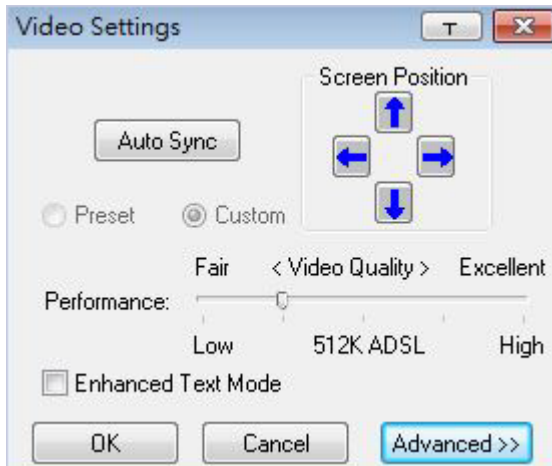 Video Settings
T
Screen Position
Auto Sync
Preset
Custom
Fair < Video Quality > Excellent
Performance:
Low 512K ADSL High
Enhanced Text Mode
OK Cancel Advanced >>